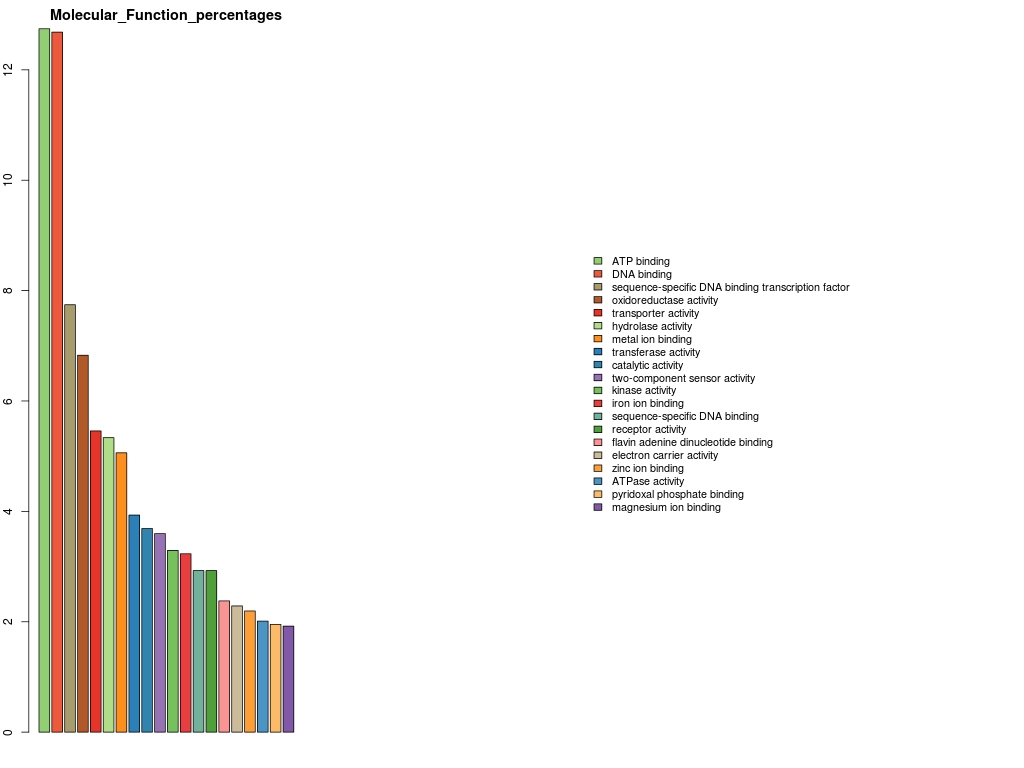 Molecular_Function_percentages
12
10
8
6
4
2
0
ATP binding
DNA binding
sequence-specific DNA binding transcription factor
oxidoreductase activity
transporter activity
hydrolase activity
metal ion binding
transferase activity
catalytic activity
two-component sensor activity
kinase activity
iron ion binding
sequence-specific DNA binding
receptor activity
flavin adenine dinucleotide binding
electron carrier activity
zinc ion binding
ATPase activity
pyridoxal phosphate binding
magnesium ion binding